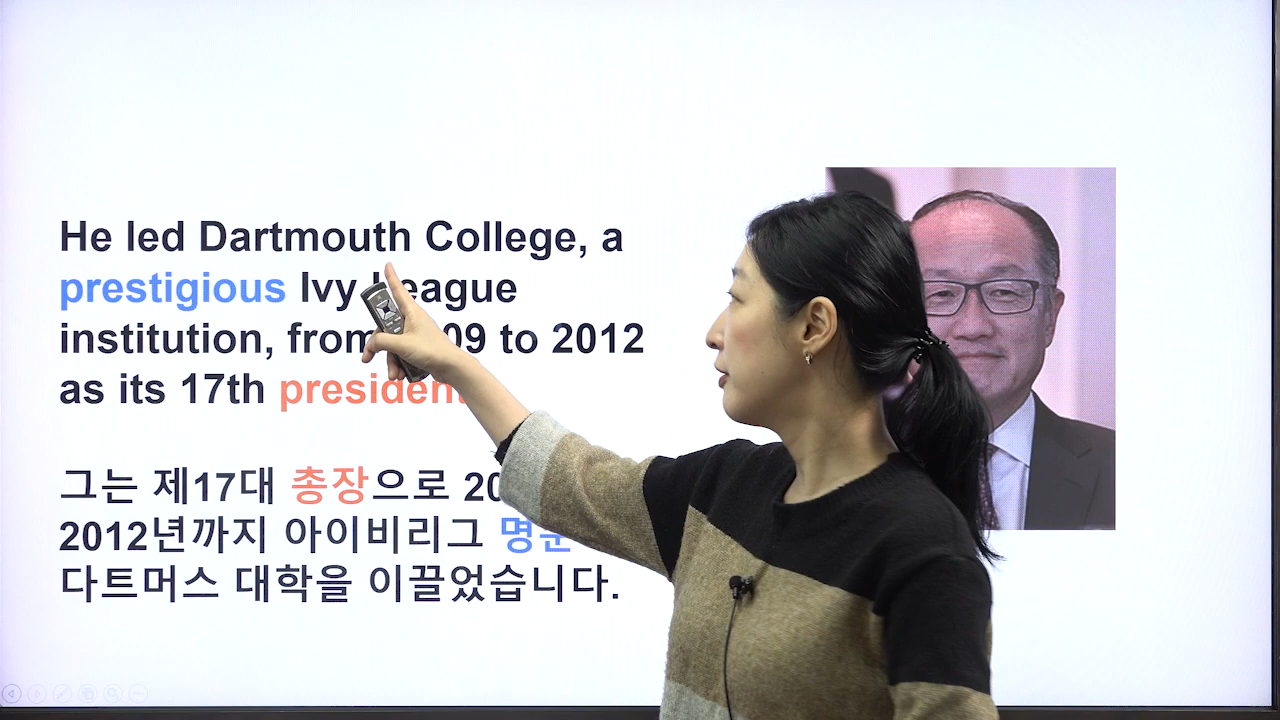 He led Dartmouth College, a
prestigious Ivy League
institution, from 09 to 2012
as its 17th president
그는 제17대 총장으로 20
2012년까지 아이비리그
다트머스 대학을 이끌었습니다.